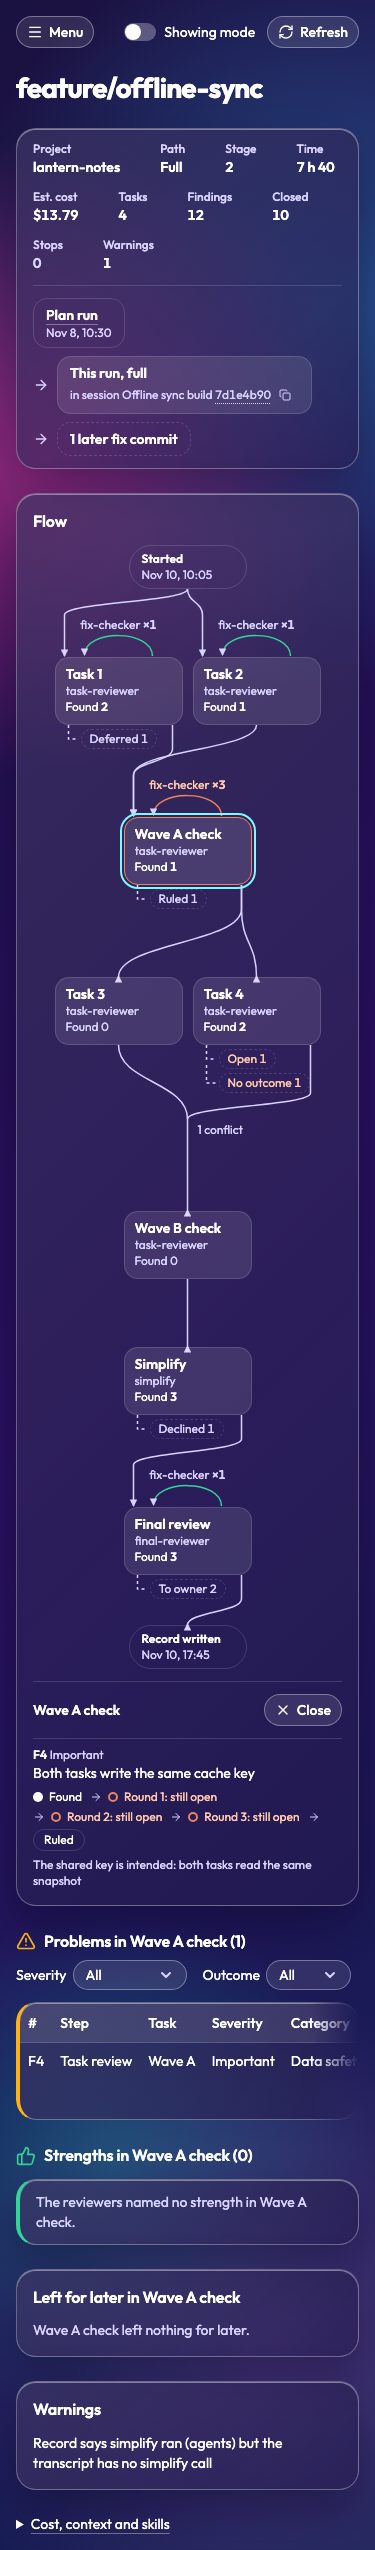 Menu
Showing mode
Refresh
feature/offline-sync
Project Path Stage Time
lantern-notes Full 2 7 h 40
Est. cost Tasks Findings Closed
$13.79 4 12 10
Stops Warnings
0 1
Plan run
Nov 8, 10:30
→ This run, full
in session Offline sync build 7d1e4b90
→ 1 later fix commit
Flow
Started
Nov 10, 10:05
fix-checker ×1 fix-checker ×1
Task 1 Task 2
task-reviewer task-reviewer
Found 2 Found 1
Deferred 1
fix-checker ×3
Wave A check
task-reviewer
Found 1
Ruled 1
Task 3 Task 4
task-reviewer task-reviewer
Found 0 Found 2
Open 1
No outcome 1
1 conflict
Wave B check
task-reviewer
Found 0
Simplify
simplify
Found 3
Declined 1
fix-checker ×1
Final review
final-reviewer
Found 3
To owner 2
Record written
Nov 10, 17:45
Wave A check
Close
F4 Important
Both tasks write the same cache key
Found → Round 1: still open
→ Round 2: still open → Round 3: still open →
Ruled
The shared key is intended: both tasks read the same
snapshot
Problems in Wave A check (1)
Severity All Outcome All
# Step Task Severity Category
F4 Task review Wave A Important Data safet
Strengths in Wave A check (0)
The reviewers named no strength in Wave A
check.
Left for later in Wave A check
Wave A check left nothing for later.
Warnings
Record says simplify ran (agents) but the
transcript has no simplify call
Cost, context and skills